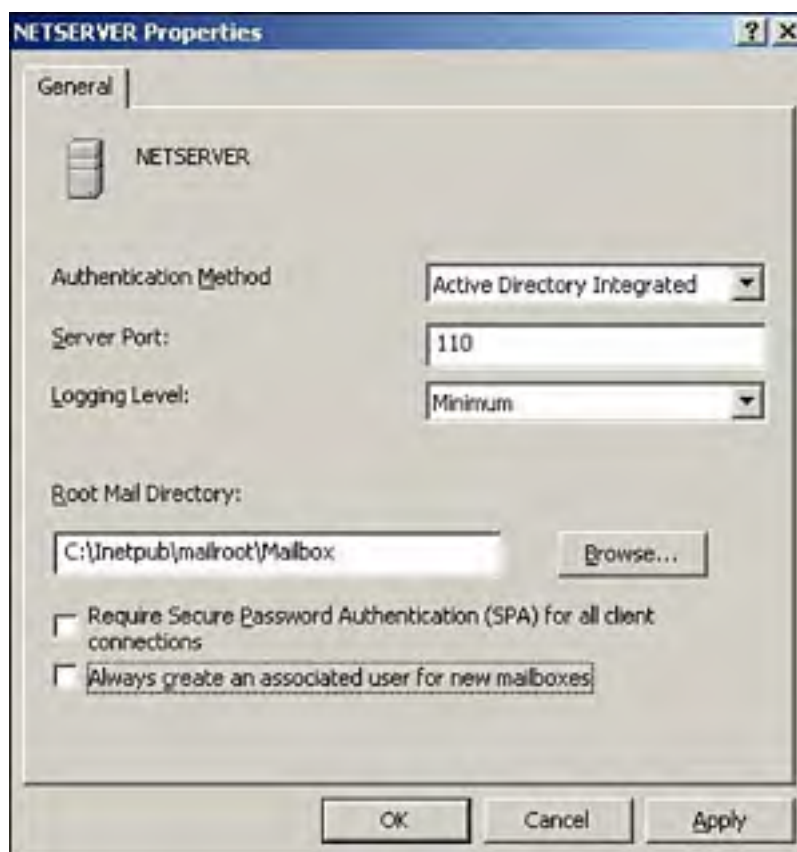 NETSERVER Properties
General
NETSERVER
Authentication Method
Active Directory Integrated
Server Port:
110
Logging Level:
Minimum
Root Mail Directory:
C:\Inetpub\mailroot\Mailbox
Browse...
Require Secure Password Authentication (SPA) for all client
connections
Always create an associated user for new mailboxes
OK
Cancel
Apply